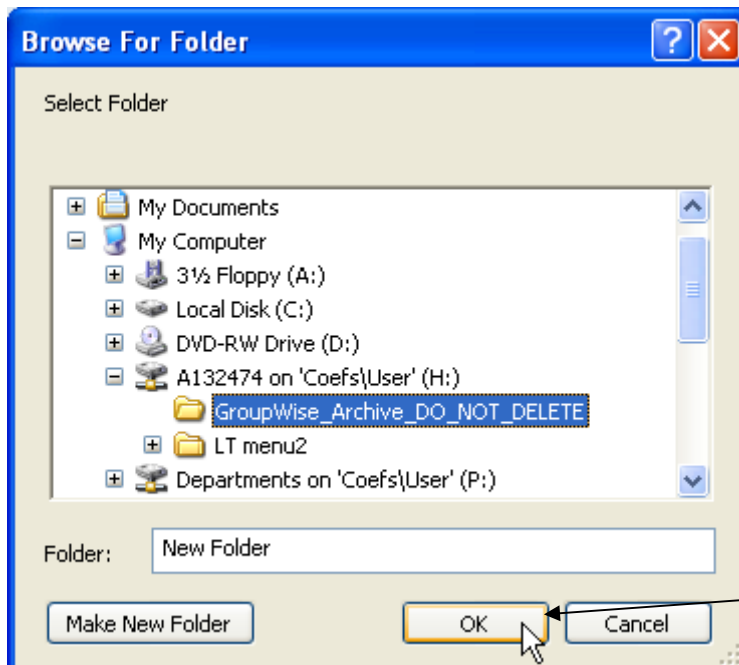 Browse For Folder
Select Folder
My Documents
My Computer
3½ Floppy (A:)
Local Disk (C:)
DVD-RW Drive (D:)
A132474 on 'Coefs\User' (H:)
GroupWise_Archive_DO_NOT_DELETE
LT menu2
Departments on 'Coefs\User' (P:)
Folder: New Folder
Make New Folder OK Cancel